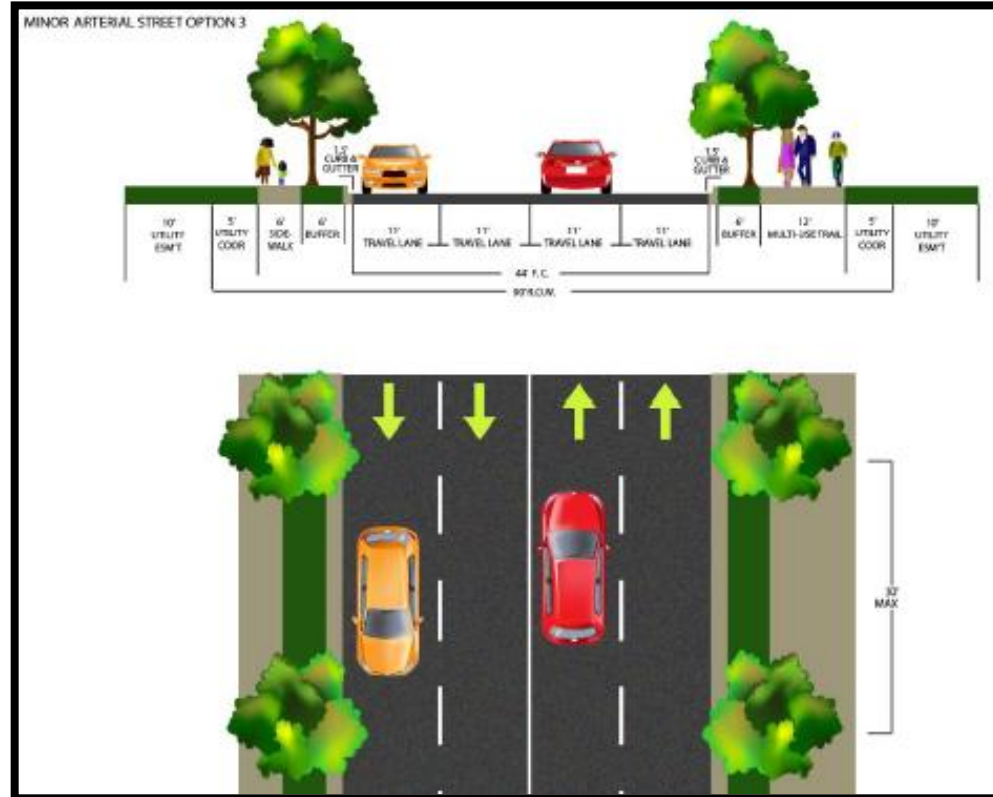 MINOR ARTERIAL STREET OPTION 3
1.5'
CURB &
GUTTER
1.5'
CURB &
GUTTER
10'
UTILITY
ESM'T
5'
UTILITY
COOR
6'
SIDE-
WALK
6'
BUFFER
11'
TRAVEL LANE
11'
TRAVEL LANE
11'
TRAVEL LANE
11'
TRAVEL LANE
6'
BUFFER
12'
MULTI-USE TRAIL
5'
UTILITY
COOR
10'
UTILITY
ESM'T
44' F. C.
90' R.O.W.
30'
MAX